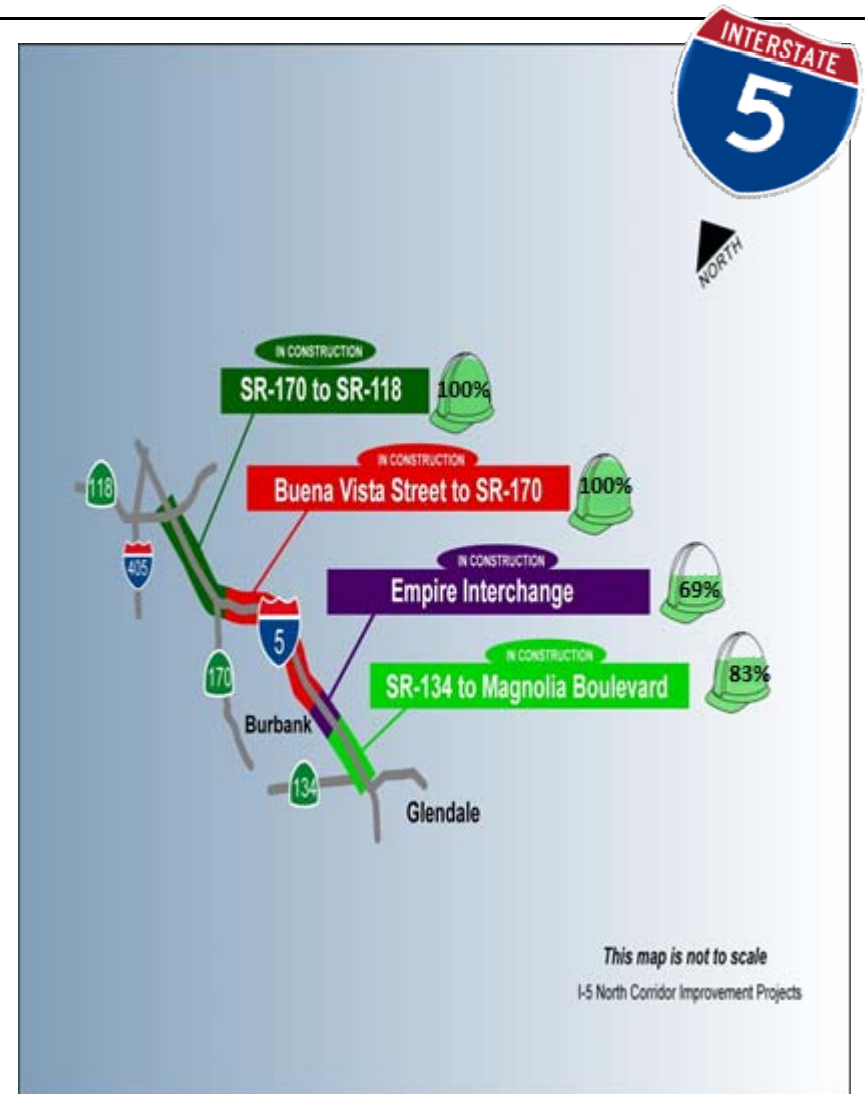 INTERSTATE
5
NORTH
IN CONSTRUCTION
SR-170 to SR-118
100%
IN CONSTRUCTION
Buena Vista Street to SR-170
100%
118
405
IN CONSTRUCTION
Empire Interchange
69%
5
IN CONSTRUCTION
SR-134 to Magnolia Boulevard
83%
170
Burbank
134
Glendale
This map is not to scale
I-5 North Corridor Improvement Projects